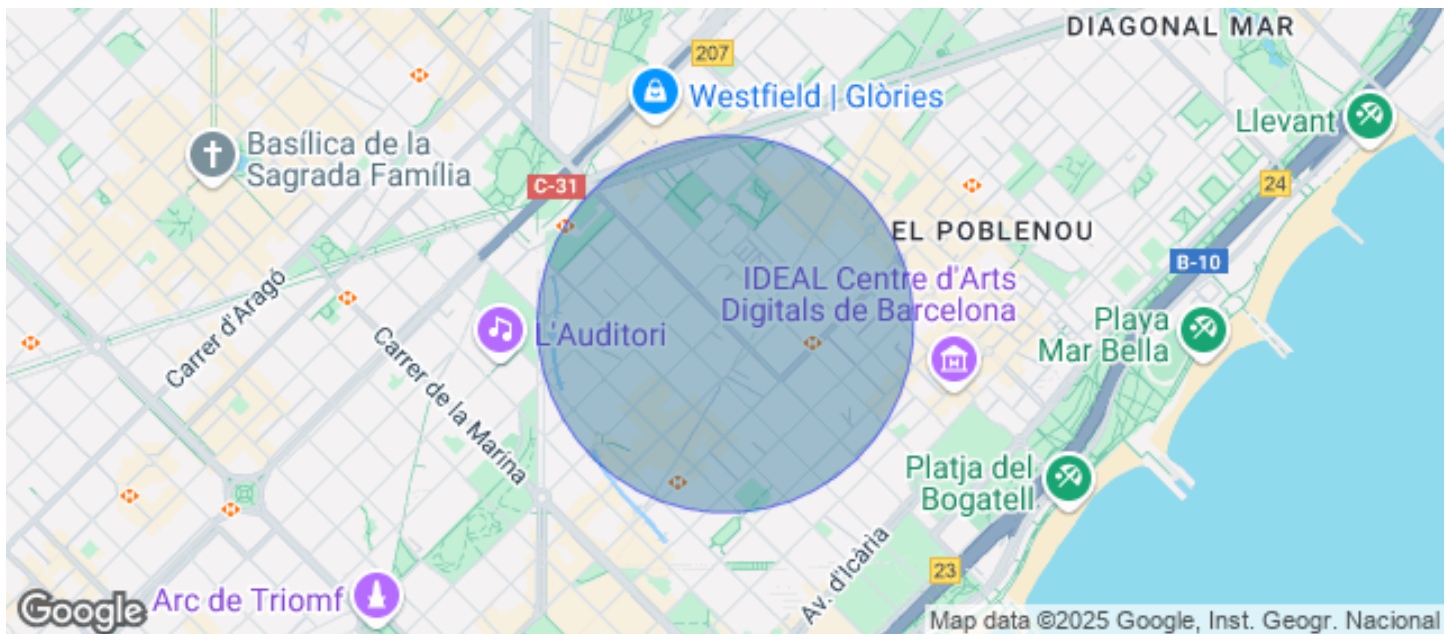 DIAGONAL MAR
207
Westfield | Glòries
Llevant
Basílica de la
Sagrada Família
C-31
24
EL POBLENOU
B-10
IDEAL Centre d'Arts
Digitals de Barcelona
Carrer d'Aragó
L'Auditori
Playa
Mar Bella
Carrer de la Marina
Platja del
Bogatell
Av. d'Icària
23
Arc de Triomf
Google
Map data ©2025 Google, Inst. Geogr. Nacional